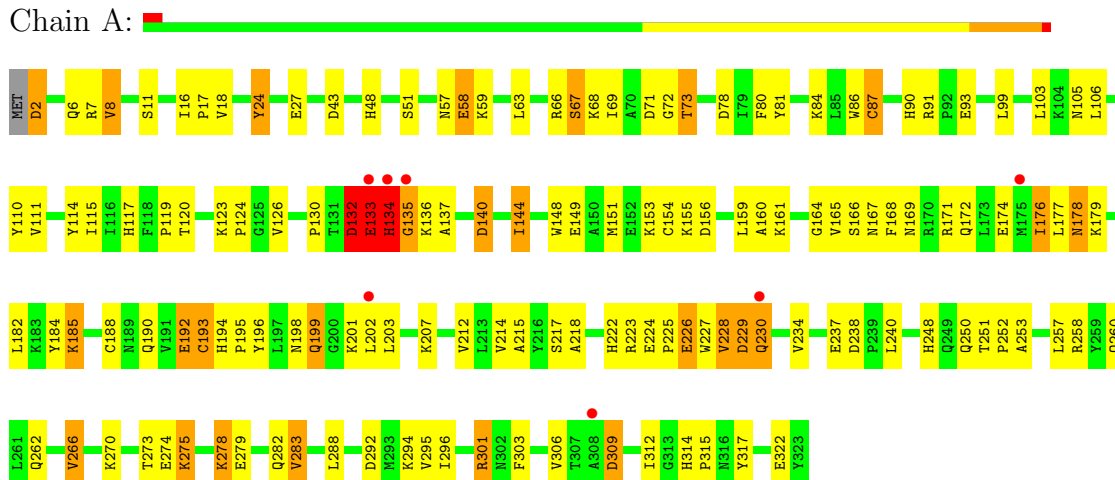 Chain A:
MET D2 Q6 R7 V8 S11 I16 P17 V18 Y24 E27 D43 H48 S51 N57 E58 K59 L63 R66 S67 K68 I69 A70 D71 G72 T73 D78 I79 F80 Y81 K84 L85 W86 C87 H90 R91 P92 E93 L99 L103 K104 N105 L106
Y110 V111 Y114 I115 I116 H117 F118 P119 T120 K123 P124 G125 V126 P130 T131 D132 E133 H134 G135 K136 A137 D140 I144 W148 E149 A150 M151 E152 K153 C154 K155 D156 L159 A160 K161 G164 V165 S166 N167 F168 N169 R170 R171 Q172 L173 E174 M175 I176 L177 N178 K179
L182 K183 Y184 K185 C188 N189 Q190 V191 E192 C193 H194 P195 Y196 L197 N198 Q199 G200 K201 L202 L203 K207 V212 L213 V214 A215 Y216 S217 A218 H222 R223 E224 P225 E226 W227 V228 D229 Q230 V234 E237 D238 P239 L240 H248 Q249 Q250 T251 P252 A253 L257 R258 Y259
L261 Q262 V266 K270 T273 E274 K275 K278 E279 Q282 V283 L288 D292 M293 K294 V295 I296 R301 N302 F303 V306 T307 A308 D309 I312 G313 H314 P315 N316 Y317 E322 Y323